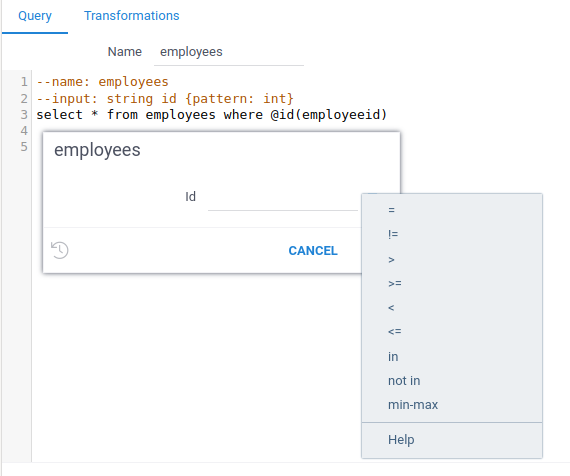 Query Transformations
Name employees
1 --name: employees
2 --input: string id {pattern: int}
3 select * from employees where @id(employeeid)
4
5
employees
Id
CANCEL
=
!=
>
>=
<
<=
in
not in
min-max
Help